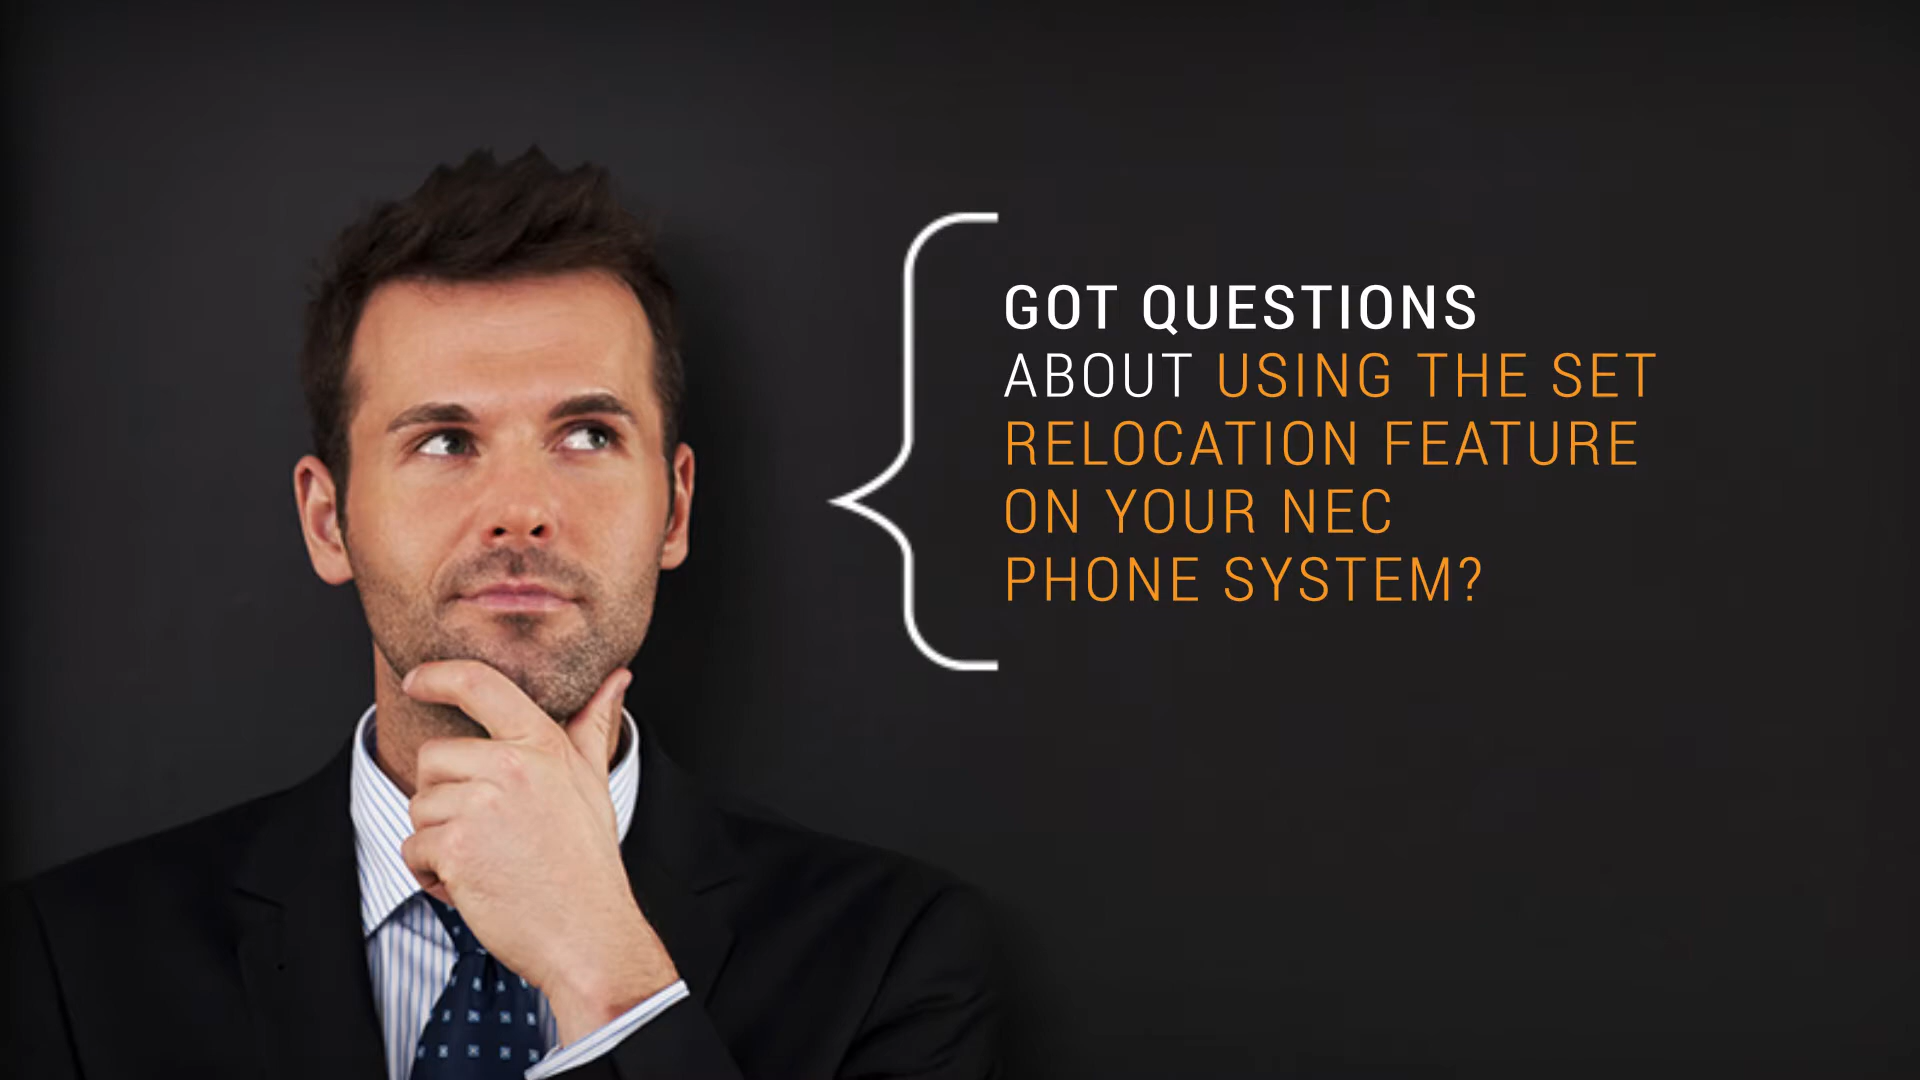 GOT QUESTIONS
ABOUT USING THE SET
RELOCATION FEATURE
ON YOUR NEC
PHONE SYSTEM?